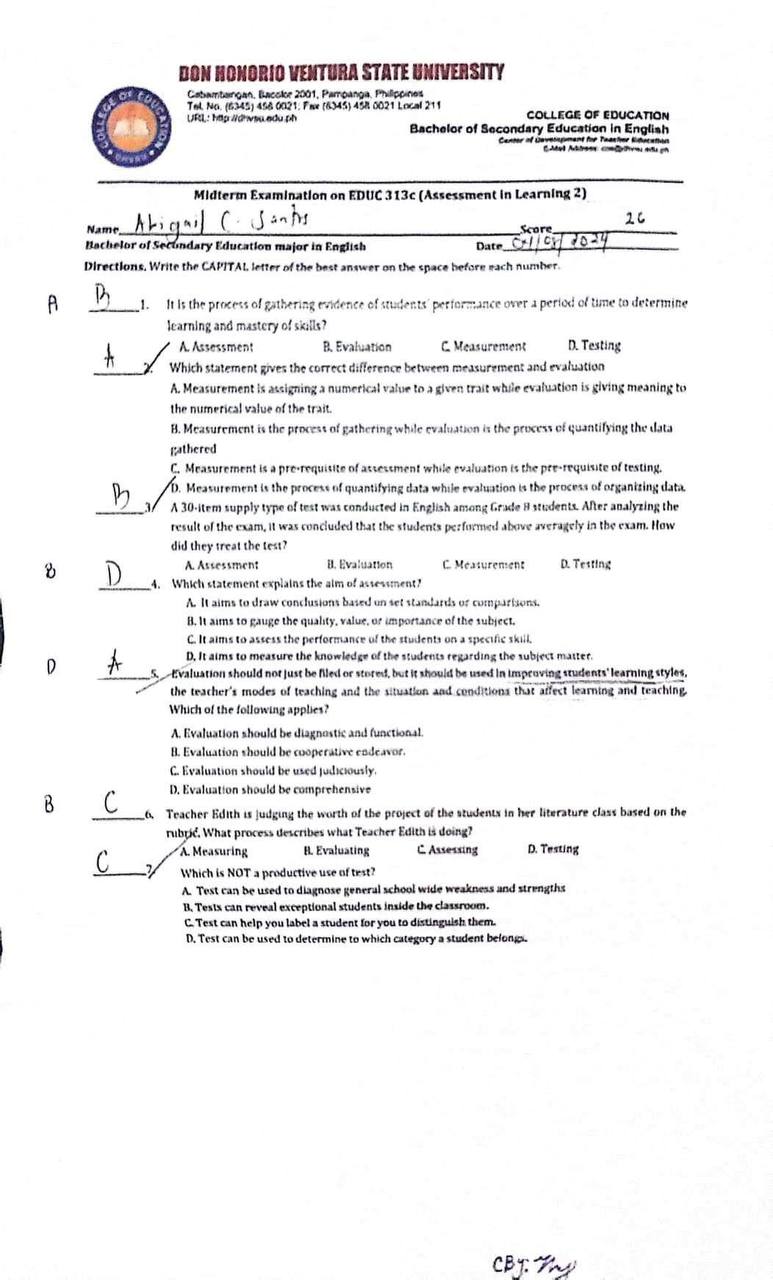 DON HONORIO VENTURA STATE UNIVERSITY
Cabambangan, Bacolor 2001, Pampanga, Philippines
Tel. No. (6345) 458 0021; Fax (6345) 458 0021 Local 211
URL: http://dhvsu.edu.ph
COLLEGE OF EDUCATION
COLLEGE OF EDUCATION
Bachelor of Secondary Education in English
Center of Development for Teacher Education
E-Mail Address:
Midterm Examination on EDUC 313c (Assessment in Learning 2)
Name Abigail C. Santos Score 26
Bachelor of Secondary Education major in English Date 2024
Directions. Write the CAPITAL letter of the best answer on the space before each number.
A B 1. It is the process of gathering evidence of students' performance over a period of time to determine
learning and mastery of skills?
A. Assessment B. Evaluation C. Measurement D. Testing
A 2. Which statement gives the correct difference between measurement and evaluation
A. Measurement is assigning a numerical value to a given trait while evaluation is giving meaning to
the numerical value of the trait.
B. Measurement is the process of gathering while evaluation is the process of quantifying the data
gathered
C. Measurement is a pre-requisite of assessment while evaluation is the pre-requisite of testing.
D. Measurement is the process of quantifying data while evaluation is the process of organizing data.
B 3. A 30-item supply type of test was conducted in English among Grade 8 students. After analyzing the
result of the exam, it was concluded that the students performed above averagely in the exam. How
did they treat the test?
A. Assessment B. Evaluation C. Measurement D. Testing
B D 4. Which statement explains the aim of assessment?
A. It aims to draw conclusions based on set standards or comparisons.
B. It aims to gauge the quality, value, or importance of the subject.
C. It aims to assess the performance of the students on a specific skill.
D. It aims to measure the knowledge of the students regarding the subject matter.
D A 5. Evaluation should not just be filed or stored, but it should be used in improving students' learning styles,
the teacher's modes of teaching and the situation and conditions that affect learning and teaching.
Which of the following applies?
A. Evaluation should be diagnostic and functional.
B. Evaluation should be cooperative endeavor.
C. Evaluation should be used judiciously.
D. Evaluation should be comprehensive
B C 6. Teacher Edith is judging the worth of the project of the students in her literature class based on the
rubric. What process describes what Teacher Edith is doing?
A. Measuring B. Evaluating C. Assessing D. Testing
C 7. Which is NOT a productive use of test?
A. Test can be used to diagnose general school wide weakness and strengths
B. Tests can reveal exceptional students inside the classroom.
C. Test can help you label a student for you to distinguish them.
D. Test can be used to determine to which category a student belongs.
CBy: